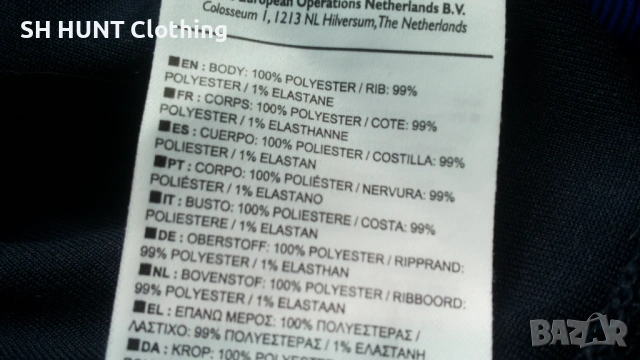 SH HUNT Clothing
European Operations Netherlands B.V.
Colosseum 1, 1213 NL Hilversum, The Netherlands
■ EN : BODY: 100% POLYESTER / RIB: 99%
POLYESTER / 1% ELASTANE
■ FR : CORPS: 100% POLYESTER / COTE: 99%
POLYESTER / 1% ELASTHANNE
■ ES : CUERPO: 100% POLIESTER / COSTILLA: 99%
POLIESTER / 1% ELASTAN
■ PT : CORPO: 100% POLIÉSTER / NERVURA: 99%
POLIÉSTER / 1% ELASTANO
■ IT : BUSTO: 100% POLIESTERE / COSTA: 99%
POLIESTERE / 1% ELASTAN
■ DE : OBERSTOFF: 100% POLYESTER / RIPPRAND:
99% POLYESTER / 1% ELASTHAN
■ NL : BOVENSTOF: 100% POLYESTER / RIBBOORD:
99% POLYESTER / 1% ELASTAAN
■ EL : ΕΠΑΝΩ ΜΕΡΟΣ: 100% ΠΟΛΥΕΣΤΕΡΑΣ /
ΛΑΣΤΙΧΟ: 99% ΠΟΛΥΕΣΤΕΡΑΣ / 1% ΕΛΑΣΤΑΝΗ
■ DA : KROP: 100% POLYESTER /
BAZAR